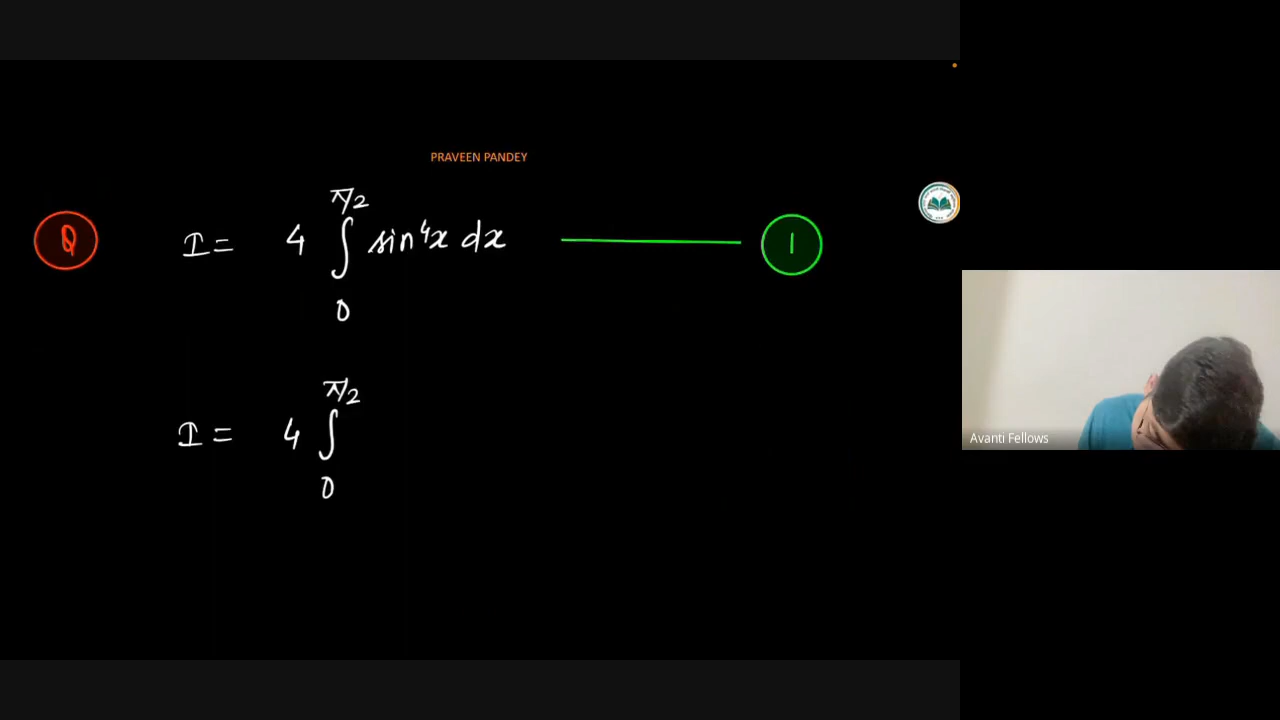 PRAVEEN PANDEY
Q I = 4 ∫₀^(π/2) sin⁴x dx 1
I = 4 ∫₀^(π/2)
Avanti Fellows